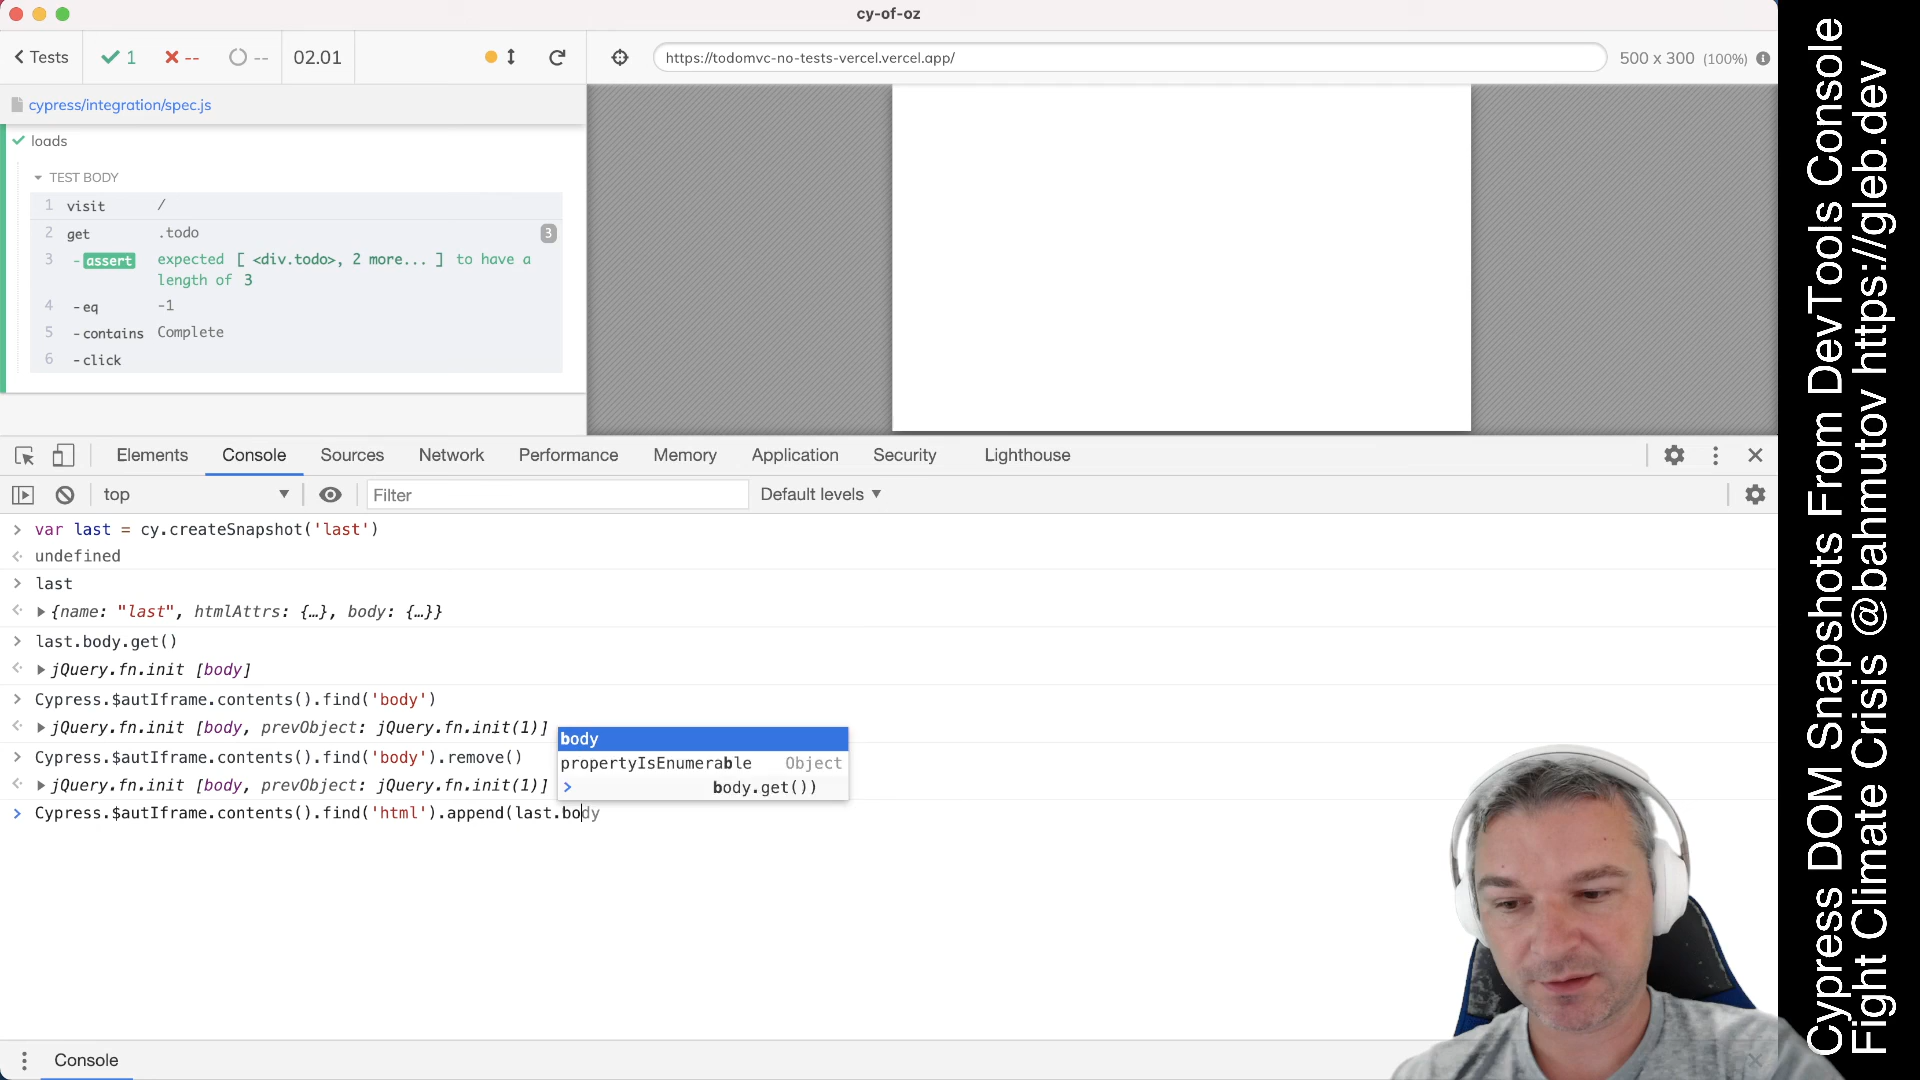 cy-of-oz
Tests
1
--
--
02.01
https://todomvc-no-tests-vercel.vercel.app/
500 x 300 (100%)
cypress/integration/spec.js
loads
TEST BODY
1 visit /
2 get .todo 3
3 -assert expected [ <div.todo>, 2 more... ] to have a
length of 3
4 -eq -1
5 -contains Complete
6 -click
Elements Console Sources Network Performance Memory Application Security Lighthouse
top Filter Default levels
> var last = cy.createSnapshot('last')
undefined
> last
{name: "last", htmlAttrs: {…}, body: {…}}
> last.body.get()
jQuery.fn.init [body]
> Cypress.$autIframe.contents().find('body')
jQuery.fn.init [body, prevObject: jQuery.fn.init(1)]
> Cypress.$autIframe.contents().find('body').remove()
jQuery.fn.init [body, prevObject: jQuery.fn.init(1)]
> Cypress.$autIframe.contents().find('html').append(last.body
body
propertyIsEnumerable Object
> body.get())
Console
Cypress DOM Snapshots From DevTools Console
Fight Climate Crisis @bahmutov https://gleb.dev